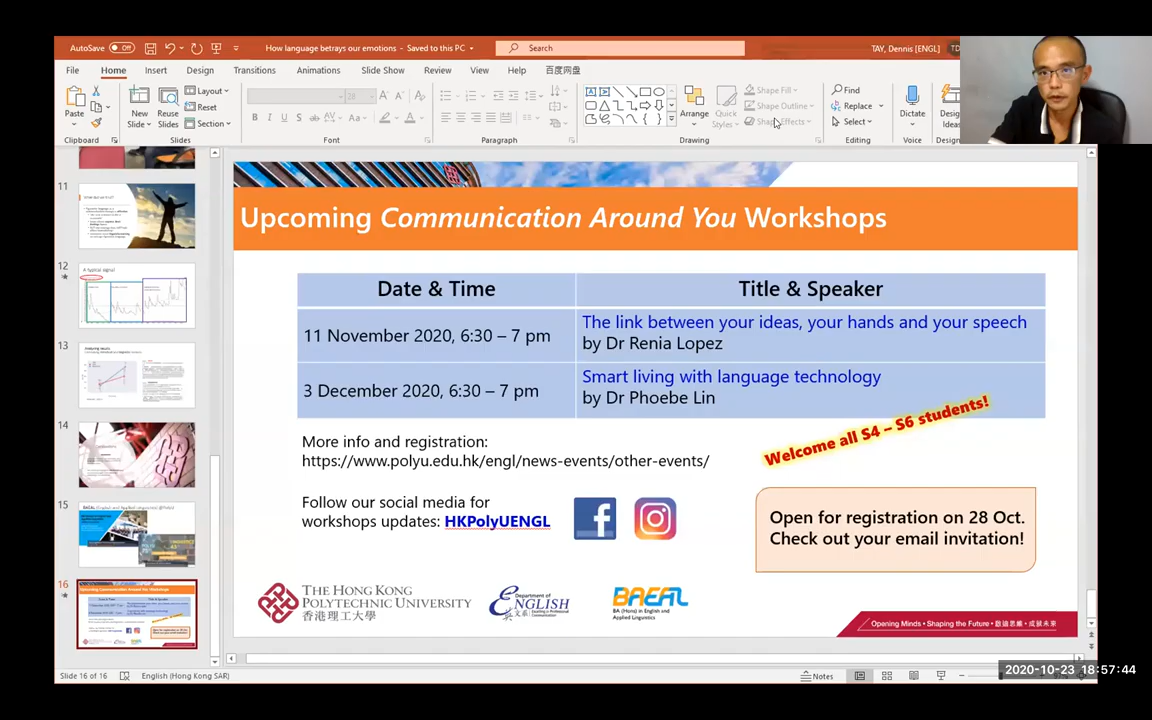 AutoSave Off
How language betrays our emotions - Saved to this PC
Search
TAY, Dennis [ENGL]
File Home Insert Design Transitions Animations Slide Show Review View Help 百度网盘
Paste
Clipboard
New Slide
Reuse Slides
Layout
Reset
Section
Slides
28
Font
Paragraph
Arrange
Quick Styles
Shape Fill
Shape Outline
Shape Effects
Drawing
Find
Replace
Select
Editing
Dictate
Voice
Design Ideas
11
12
A typical signal
13
14
15
16
Upcoming Communication Around You Workshops
Date & Time Title & Speaker
11 November 2020, 6:30 – 7 pm
The link between your ideas, your hands and your speech
by Dr Renia Lopez
3 December 2020, 6:30 – 7 pm
Smart living with language technology
by Dr Phoebe Lin
Welcome all S4 – S6 students!
More info and registration:
https://www.polyu.edu.hk/engl/news-events/other-events/
Follow our social media for
workshops updates: HKPolyUENGL
Open for registration on 28 Oct.
Check out your email invitation!
THE HONG KONG
POLYTECHNIC UNIVERSITY
香港理工大學
Department of
ENGLISH
BAEAL
BA (Hons) in English and
Applied Linguistics
Opening Minds • Shaping the Future • 啟迪思維 • 成就未來
Slide 16 of 16
English (Hong Kong SAR)
Notes
2020-10-23 18:57:44